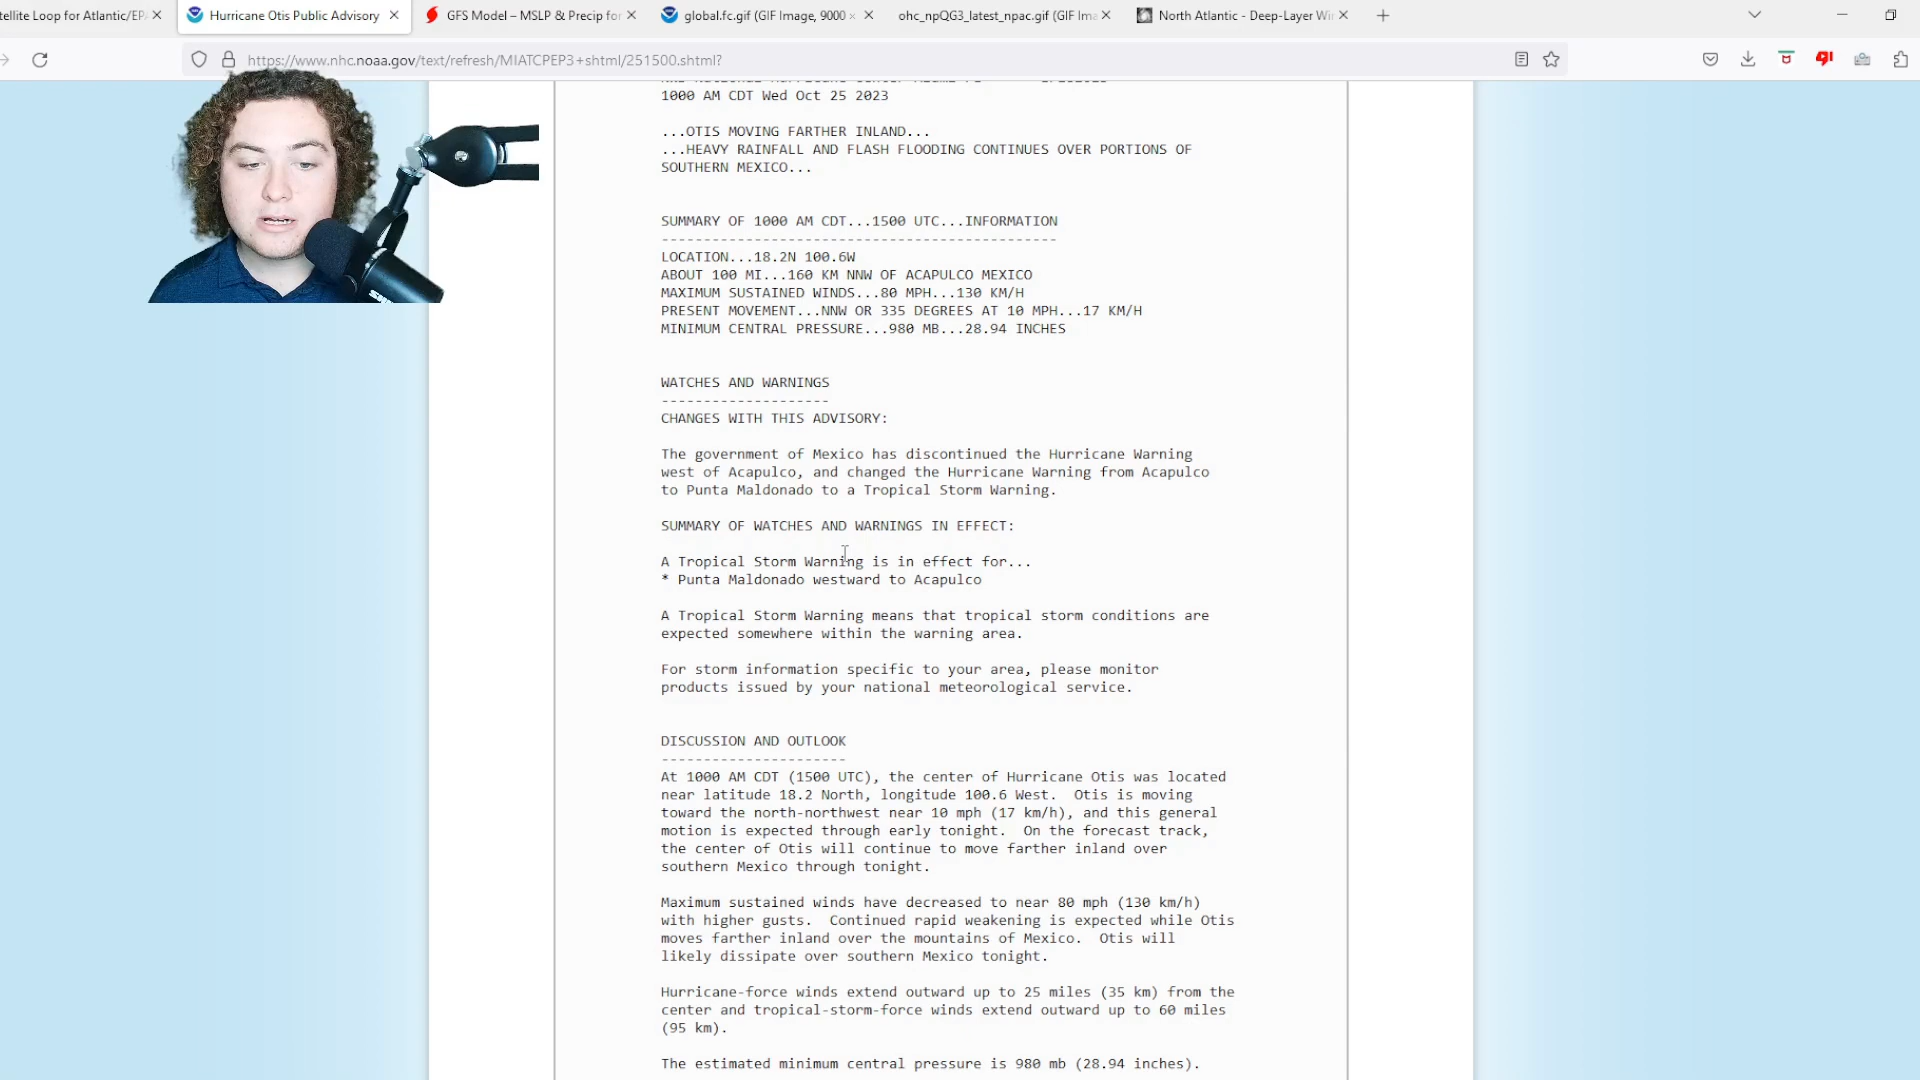 tellite Loop for Atlantic/EPA
Hurricane Otis Public Advisory
GFS Model – MSLP & Precip for
global.fc.gif (GIF Image, 9000 ×
ohc_npQG3_latest_npac.gif (GIF Ima
North Atlantic - Deep-Layer Wi
https://www.nhc.noaa.gov/text/refresh/MIATCPEP3+shtml/251500.shtml?
1000 AM CDT Wed Oct 25 2023
...OTIS MOVING FARTHER INLAND...
...HEAVY RAINFALL AND FLASH FLOODING CONTINUES OVER PORTIONS OF
SOUTHERN MEXICO...
SUMMARY OF 1000 AM CDT...1500 UTC...INFORMATION
-----------------------------------------------
LOCATION...18.2N 100.6W
ABOUT 100 MI...160 KM NNW OF ACAPULCO MEXICO
MAXIMUM SUSTAINED WINDS...80 MPH...130 KM/H
PRESENT MOVEMENT...NNW OR 335 DEGREES AT 10 MPH...17 KM/H
MINIMUM CENTRAL PRESSURE...980 MB...28.94 INCHES
WATCHES AND WARNINGS
--------------------
CHANGES WITH THIS ADVISORY:
The government of Mexico has discontinued the Hurricane Warning
west of Acapulco, and changed the Hurricane Warning from Acapulco
to Punta Maldonado to a Tropical Storm Warning.
SUMMARY OF WATCHES AND WARNINGS IN EFFECT:
A Tropical Storm Warning is in effect for...
* Punta Maldonado westward to Acapulco
A Tropical Storm Warning means that tropical storm conditions are
expected somewhere within the warning area.
For storm information specific to your area, please monitor
products issued by your national meteorological service.
DISCUSSION AND OUTLOOK
----------------------
At 1000 AM CDT (1500 UTC), the center of Hurricane Otis was located
near latitude 18.2 North, longitude 100.6 West.  Otis is moving
toward the north-northwest near 10 mph (17 km/h), and this general
motion is expected through early tonight.  On the forecast track,
the center of Otis will continue to move farther inland over
southern Mexico through tonight.
Maximum sustained winds have decreased to near 80 mph (130 km/h)
with higher gusts.  Continued rapid weakening is expected while Otis
moves farther inland over the mountains of Mexico.  Otis will
likely dissipate over southern Mexico tonight.
Hurricane-force winds extend outward up to 25 miles (35 km) from the
center and tropical-storm-force winds extend outward up to 60 miles
(95 km).
The estimated minimum central pressure is 980 mb (28.94 inches).